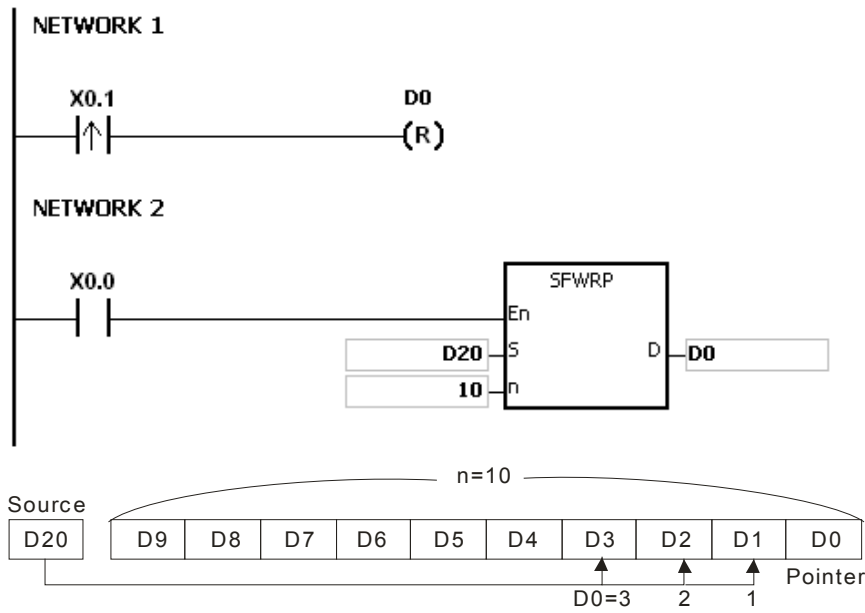 NETWORK 1
X0.1 D0
(R)
NETWORK 2
X0.0
SFWRP
En
D20 S D D0
10 n
n=10
Source
D20 D9 D8 D7 D6 D5 D4 D3 D2 D1 D0
Pointer
D0=3 2 1